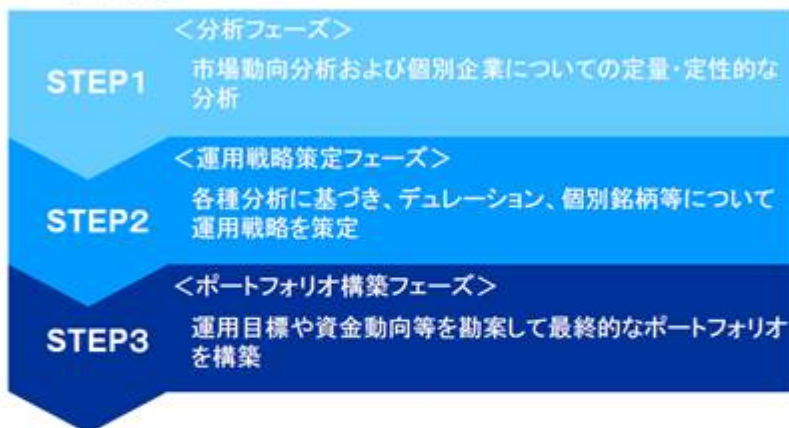 <分析フェーズ>
STEP1
市場動向分析および個別企業についての定量・定性的な
分析
<運用戦略策定フェーズ>
STEP2
各種分析に基づき、デュレーション、個別銘柄等について
運用戦略を策定
<ポートフォリオ構築フェーズ>
STEP3
運用目標や資金動向等を勘案して最終的なポートフォリオ
を構築